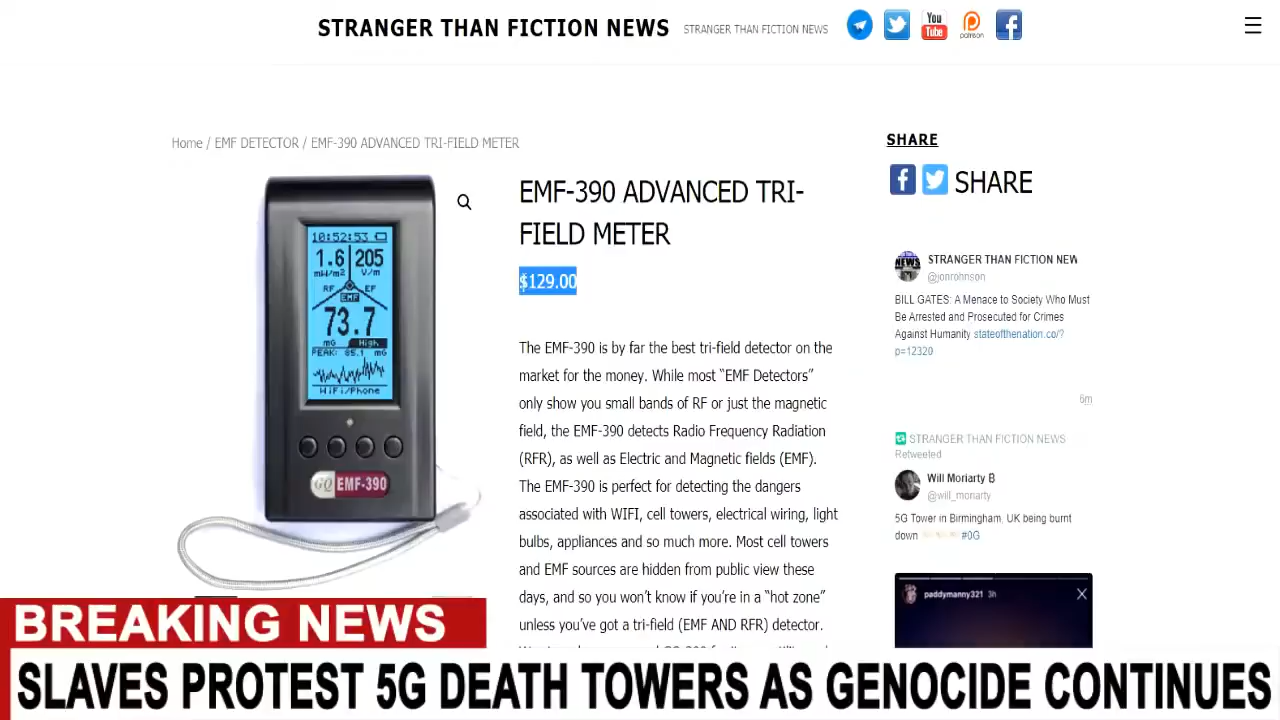 STRANGER THAN FICTION NEWS
STRANGER THAN FICTION NEWS
You
Tube
patreon
Home / EMF DETECTOR / EMF-390 ADVANCED TRI-FIELD METER
10:52:53
1.6 205
mW/m² V/m
RF EF
EMF
73.7
mG High
PEAK: 85.1 mG
WiFi/Phone
GQ EMF-390
EMF-390 ADVANCED TRI-
FIELD METER
$129.00
The EMF-390 is by far the best tri-field detector on the
market for the money. While most “EMF Detectors”
only show you small bands of RF or just the magnetic
field, the EMF-390 detects Radio Frequency Radiation
(RFR), as well as Electric and Magnetic fields (EMF).
The EMF-390 is perfect for detecting the dangers
associated with WIFI, cell towers, electrical wiring, light
bulbs, appliances and so much more. Most cell towers
and EMF sources are hidden from public view these
days, and so you won’t know if you’re in a “hot zone”
unless you’ve got a tri-field (EMF AND RFR) detector.
SHARE
SHARE
STRANGER THAN FICTION NEW
@jonrohnson
BILL GATES: A Menace to Society Who Must
Be Arrested and Prosecuted for Crimes
Against Humanity stateofthenation.co/?
p=12320
6m
STRANGER THAN FICTION NEWS
Retweeted
Will Moriarty ₿
@will_moriarty
5G Tower in Birmingham, UK being burnt
down #0G
paddymanny321 3h
BREAKING NEWS
SLAVES PROTEST 5G DEATH TOWERS AS GENOCIDE CONTINUES